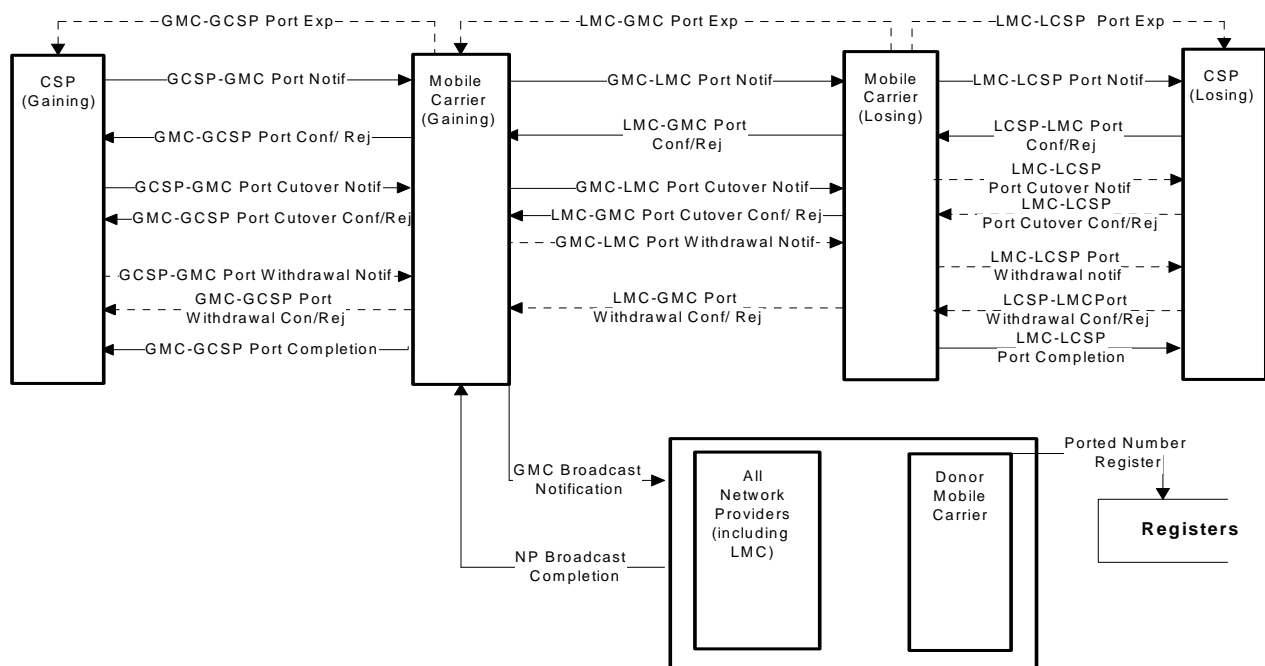 GMC-GCSP Port Exp
LMC-GMC Port Exp
LMC-LCSP Port Exp
CSP
(Gaining)
GCSP-GMC Port Notif
Mobile
Carrier
(Gaining)
GMC-LMC Port Notif
Mobile
Carrier
(Losing)
LMC-LCSP Port Notif
CSP
(Losing)
GMC-GCSP Port Conf/ Rej
LMC-GMC Port
Conf/Rej
LCSP-LMC Port
Conf/Rej
GCSP-GMC Port Cutover Notif
GMC-LMC Port Cutover Notif
LMC-LCSP
Port Cutover Notif
GMC-GCSP Port Cutover Conf/Rej
LMC-GMC Port Cutover Conf/ Rej
LMC-LCSP
Port Cutover Conf/Rej
GMC-LMC Port Withdrawal Notif
GCSP-GMC Port Withdrawal Notif
LMC-LCSP Port
Withdrawal notif
GMC-GCSP Port
Withdrawal Con/Rej
LMC-GMC Port
Withdrawal Conf/ Rej
LCSP-LMCPort
Withdrawal Conf/Rej
GMC-GCSP Port Completion
LMC-LCSP
Port Completion
GMC Broadcast
Notification
All
Network
Providers
(including
LMC)
Donor
Mobile
Carrier
Ported Number
Register
Registers
NP Broadcast
Completion